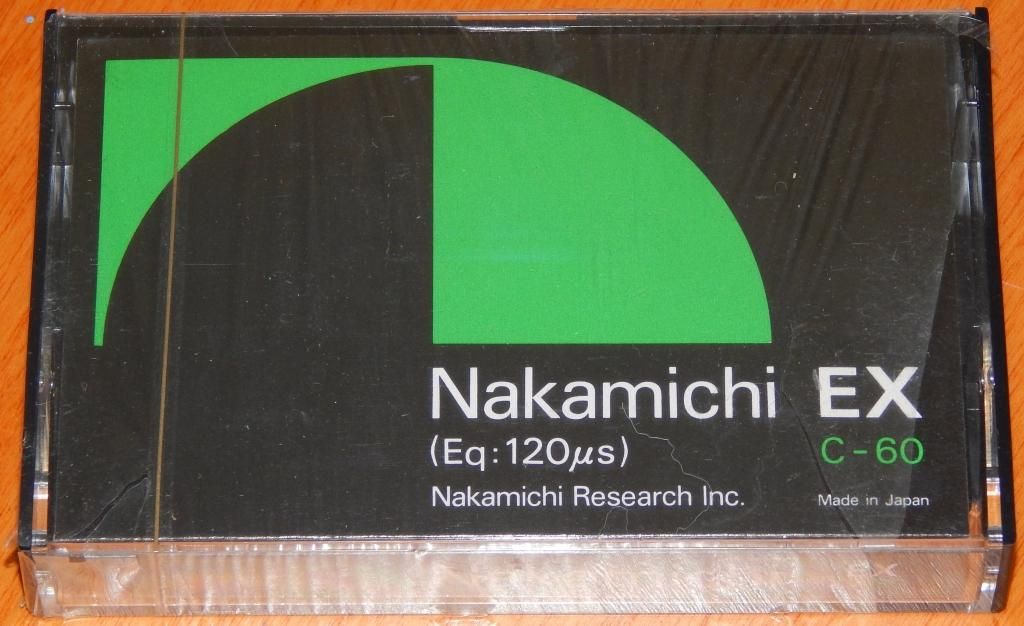 Nakamichi EX
(Eq:120μs) C-60
Nakamichi Research Inc. Made in Japan